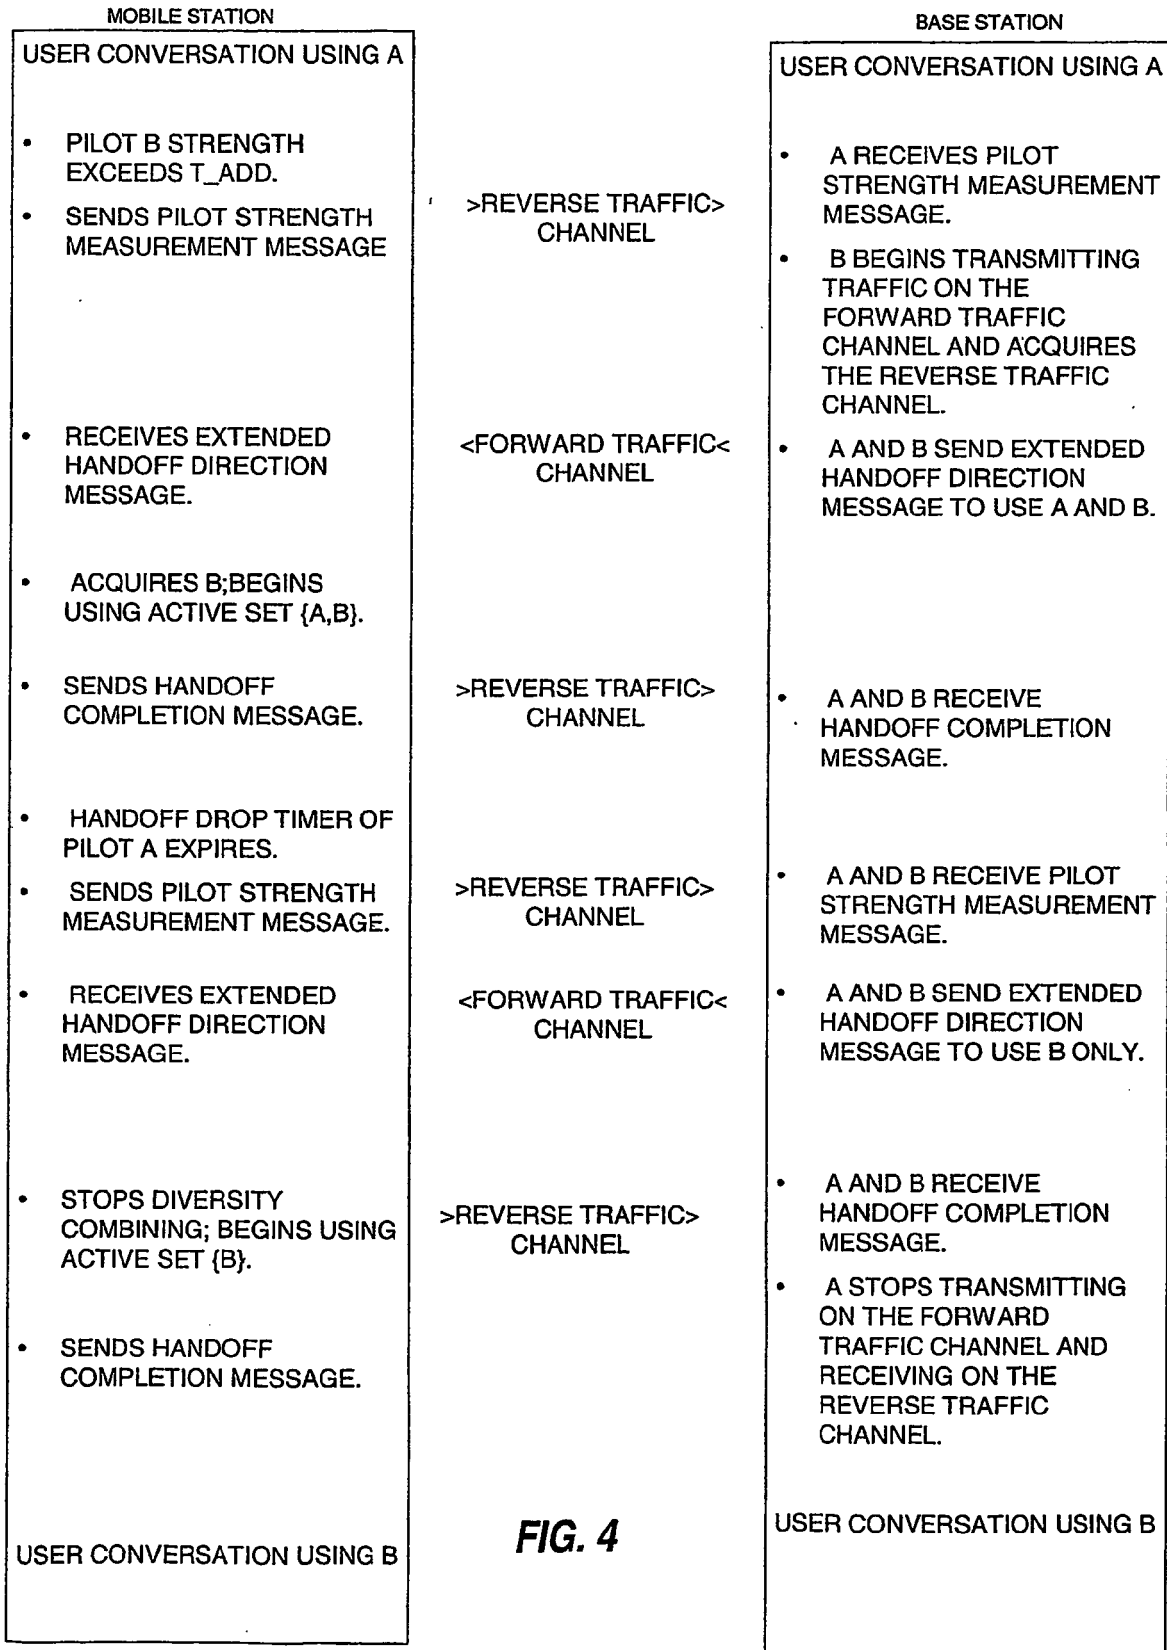 MOBILE STATION
USER CONVERSATION USING A
• PILOT B STRENGTH
EXCEEDS T_ADD.
• SENDS PILOT STRENGTH
MEASUREMENT MESSAGE
• RECEIVES EXTENDED
HANDOFF DIRECTION
MESSAGE.
• ACQUIRES B;BEGINS
USING ACTIVE SET {A,B}.
• SENDS HANDOFF
COMPLETION MESSAGE.
• HANDOFF DROP TIMER OF
PILOT A EXPIRES.
• SENDS PILOT STRENGTH
MEASUREMENT MESSAGE.
• RECEIVES EXTENDED
HANDOFF DIRECTION
MESSAGE.
• STOPS DIVERSITY
COMBINING; BEGINS USING
ACTIVE SET {B}.
• SENDS HANDOFF
COMPLETION MESSAGE.
USER CONVERSATION USING B
>REVERSE TRAFFIC>
CHANNEL
<FORWARD TRAFFIC<
CHANNEL
>REVERSE TRAFFIC>
CHANNEL
>REVERSE TRAFFIC>
CHANNEL
<FORWARD TRAFFIC<
CHANNEL
>REVERSE TRAFFIC>
CHANNEL
FIG. 4
BASE STATION
USER CONVERSATION USING A
• A RECEIVES PILOT
STRENGTH MEASUREMENT
MESSAGE.
• B BEGINS TRANSMITTING
TRAFFIC ON THE
FORWARD TRAFFIC
CHANNEL AND ACQUIRES
THE REVERSE TRAFFIC
CHANNEL.
• A AND B SEND EXTENDED
HANDOFF DIRECTION
MESSAGE TO USE A AND B.
• A AND B RECEIVE
HANDOFF COMPLETION
MESSAGE.
• A AND B RECEIVE PILOT
STRENGTH MEASUREMENT
MESSAGE.
• A AND B SEND EXTENDED
HANDOFF DIRECTION
MESSAGE TO USE B ONLY.
• A AND B RECEIVE
HANDOFF COMPLETION
MESSAGE.
• A STOPS TRANSMITTING
ON THE FORWARD
TRAFFIC CHANNEL AND
RECEIVING ON THE
REVERSE TRAFFIC
CHANNEL.
USER CONVERSATION USING B